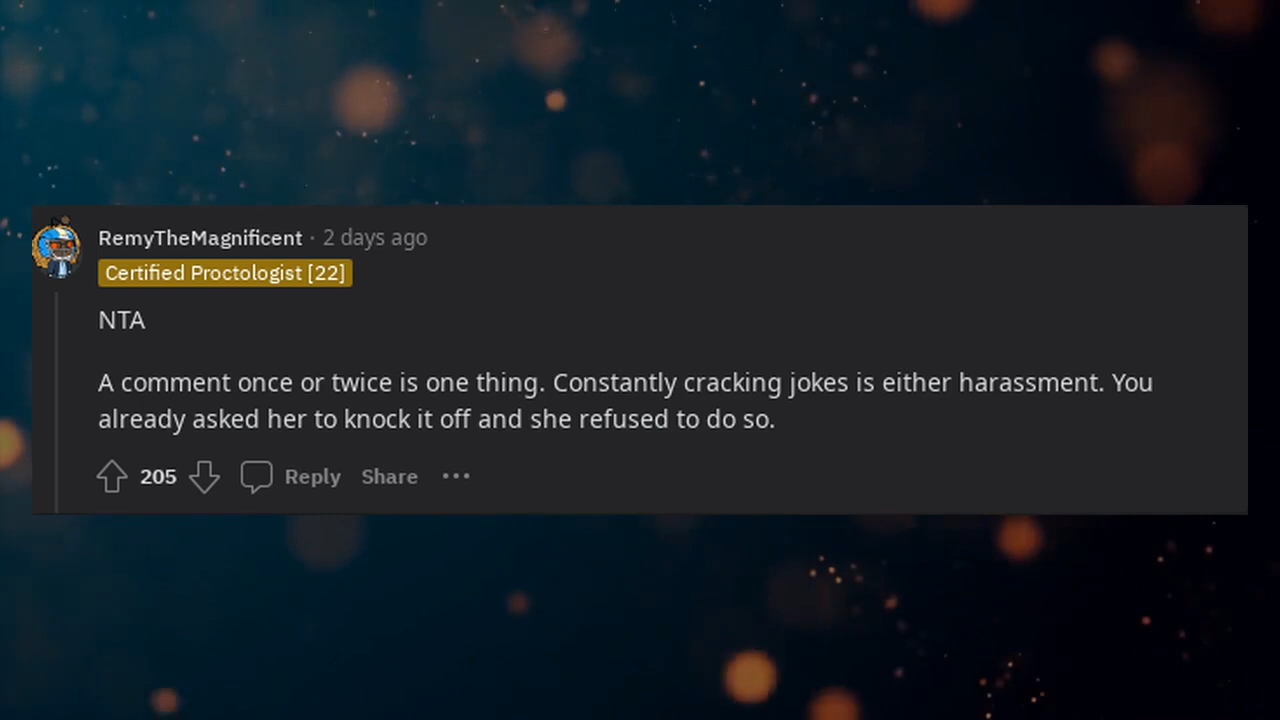 RemyTheMagnificent · 2 days ago
Certified Proctologist [22]
NTA
A comment once or twice is one thing. Constantly cracking jokes is either harassment. You
already asked her to knock it off and she refused to do so.
205 Reply Share ···